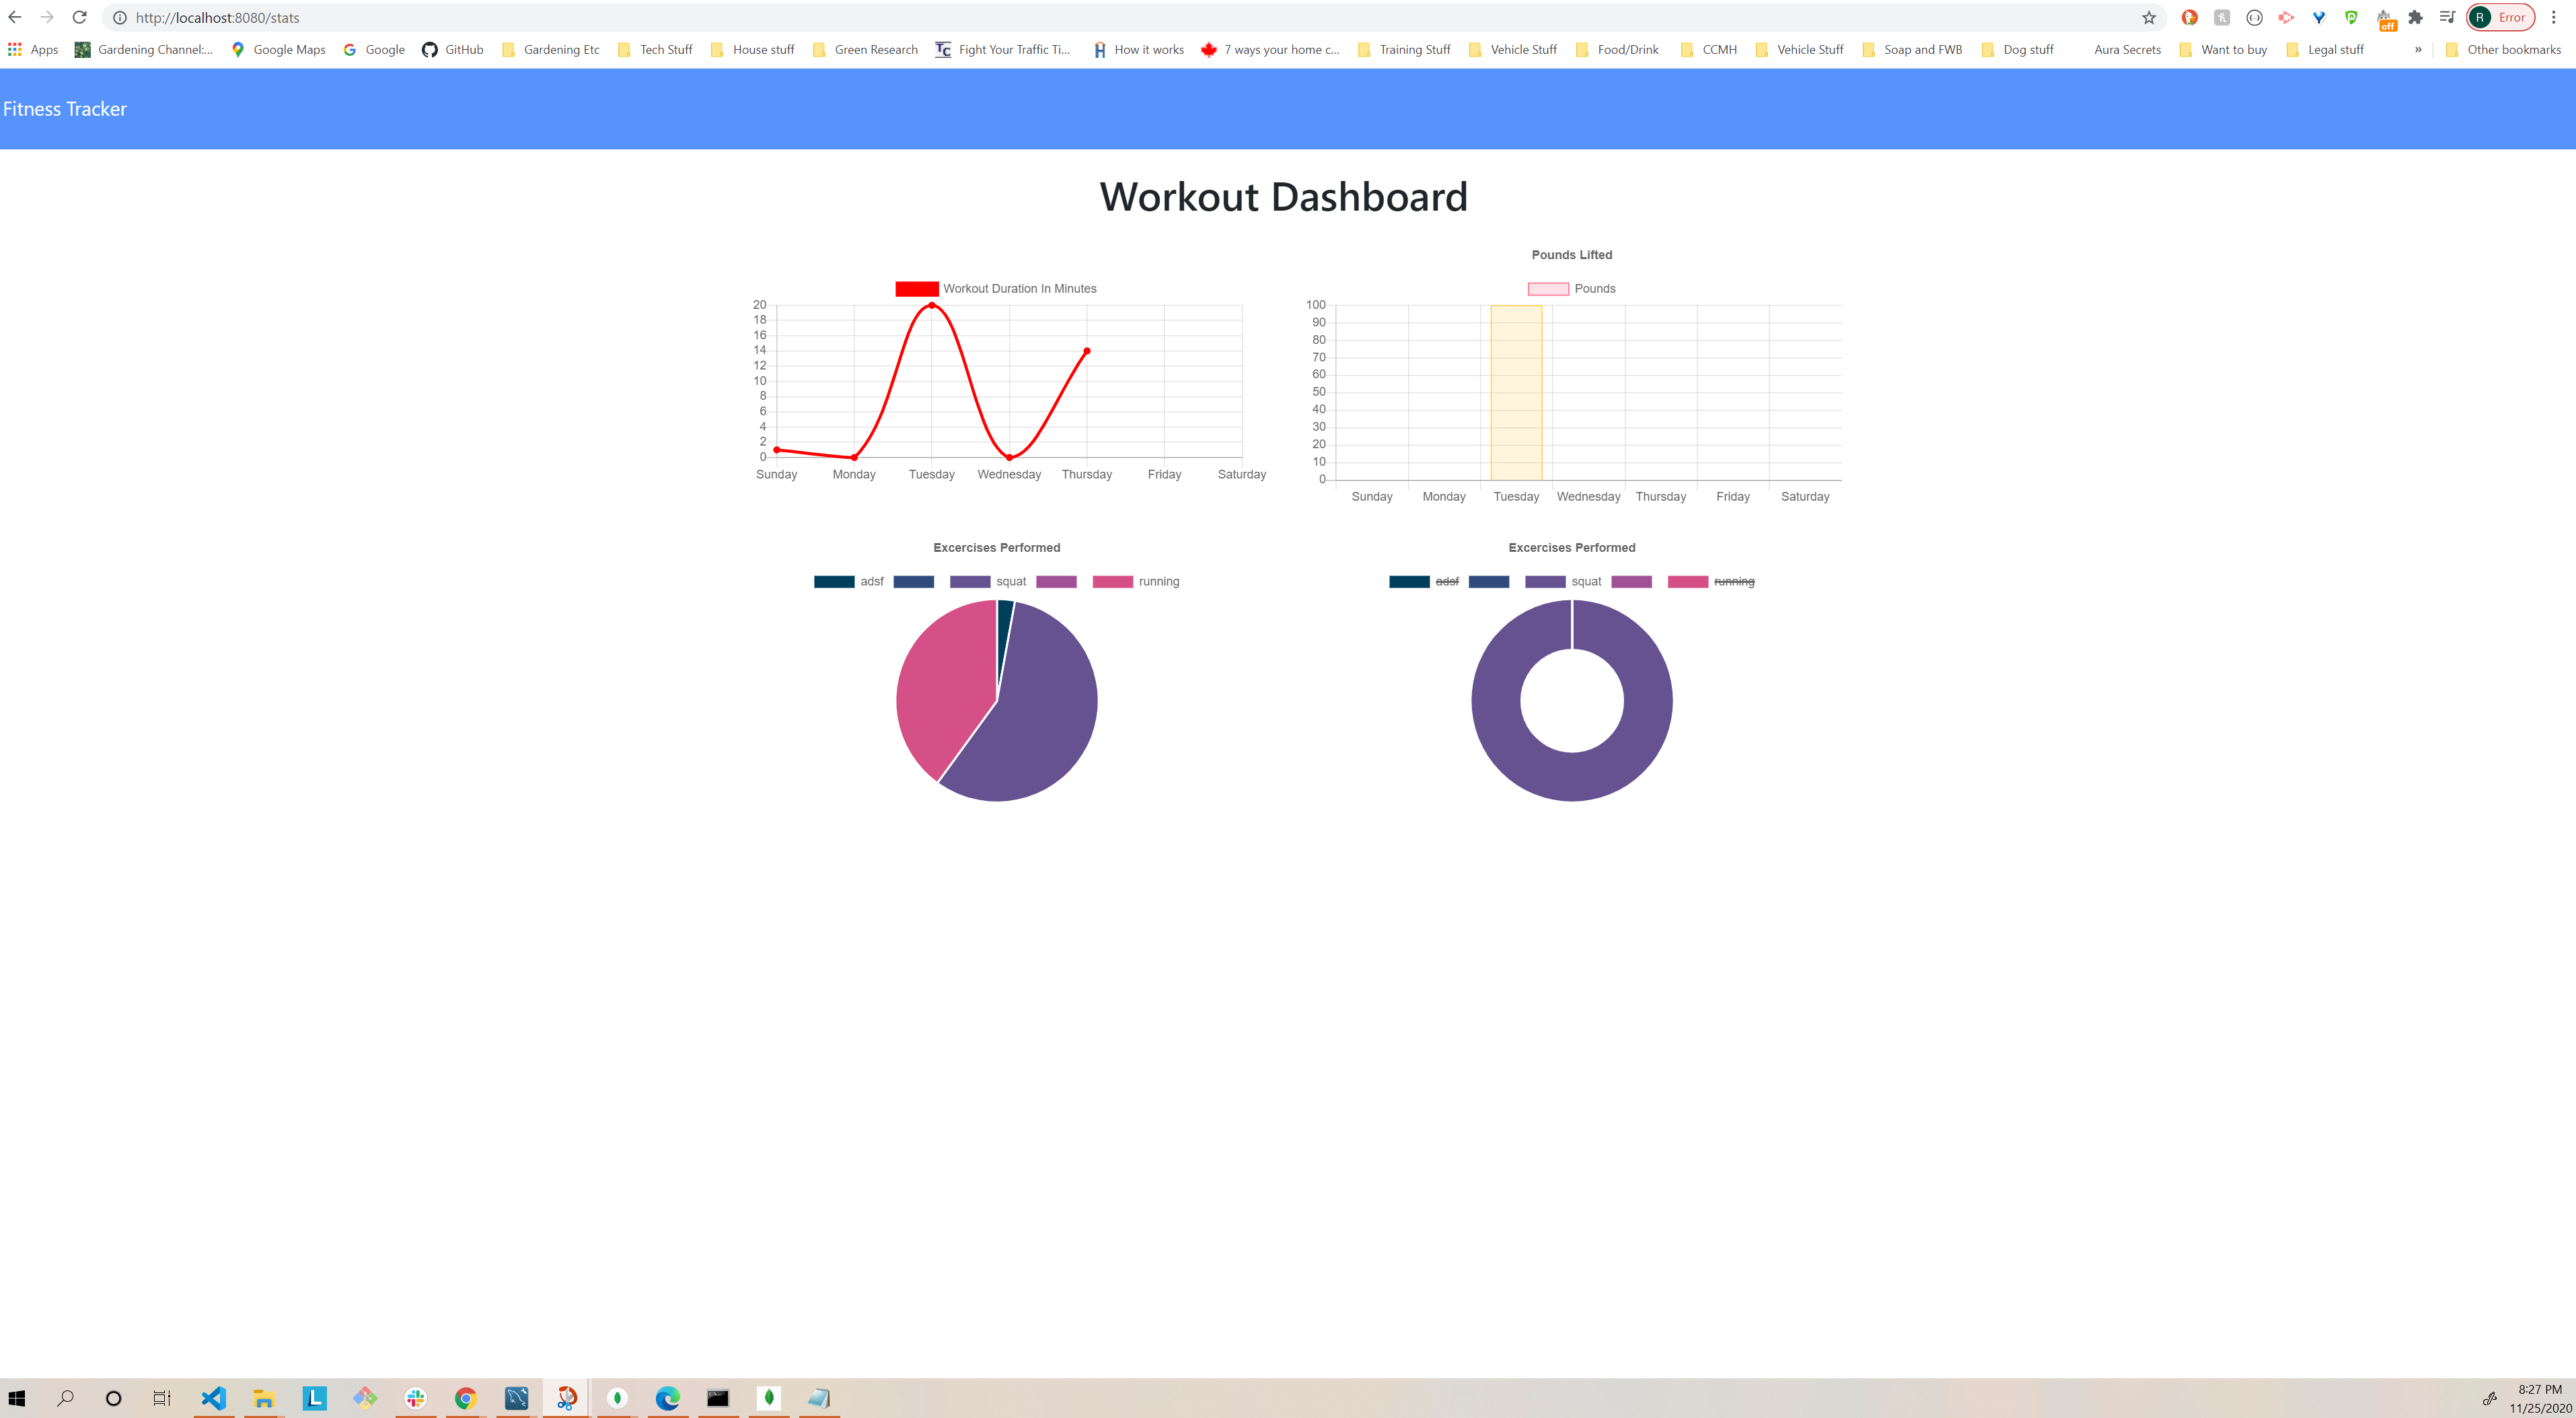 http://localhost:8080/stats
R Error
Apps Gardening Channel:... Google Maps Google GitHub Gardening Etc Tech Stuff House stuff Green Research TC Fight Your Traffic Ti... How it works 7 ways your home c... Training Stuff Vehicle Stuff Food/Drink CCMH Vehicle Stuff Soap and FWB Dog stuff Aura Secrets Want to buy Legal stuff » Other bookmarks
off
Fitness Tracker
Workout Dashboard
Workout Duration In Minutes
20
18
16
14
12
10
8
6
4
2
0
Sunday Monday Tuesday Wednesday Thursday Friday Saturday
Pounds Lifted
Pounds
100
90
80
70
60
50
40
30
20
10
0
Sunday Monday Tuesday Wednesday Thursday Friday Saturday
Excercises Performed
adsf squat running
Excercises Performed
adsf squat running
L
8:27 PM
11/25/2020